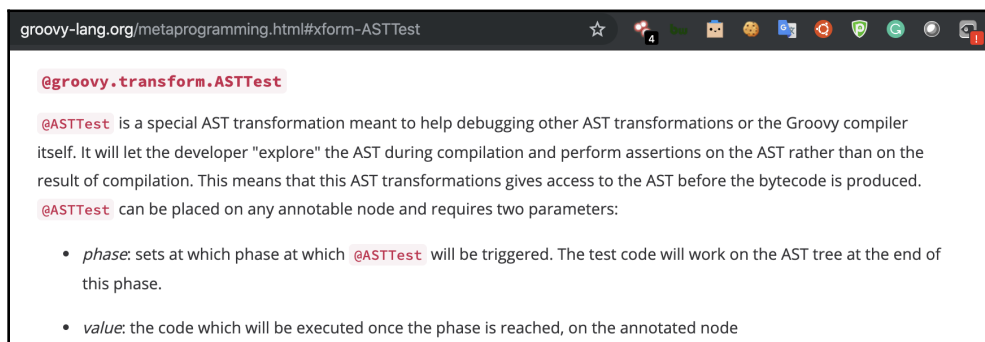 groovy-lang.org/metaprogramming.html#xform-ASTTest
4
G
!
@groovy.transform.ASTTest
@ASTTest is a special AST transformation meant to help debugging other AST transformations or the Groovy compiler
itself. It will let the developer "explore" the AST during compilation and perform assertions on the AST rather than on the
result of compilation. This means that this AST transformations gives access to the AST before the bytecode is produced.
@ASTTest can be placed on any annotable node and requires two parameters:
• phase: sets at which phase at which @ASTTest will be triggered. The test code will work on the AST tree at the end of
this phase.
• value: the code which will be executed once the phase is reached, on the annotated node